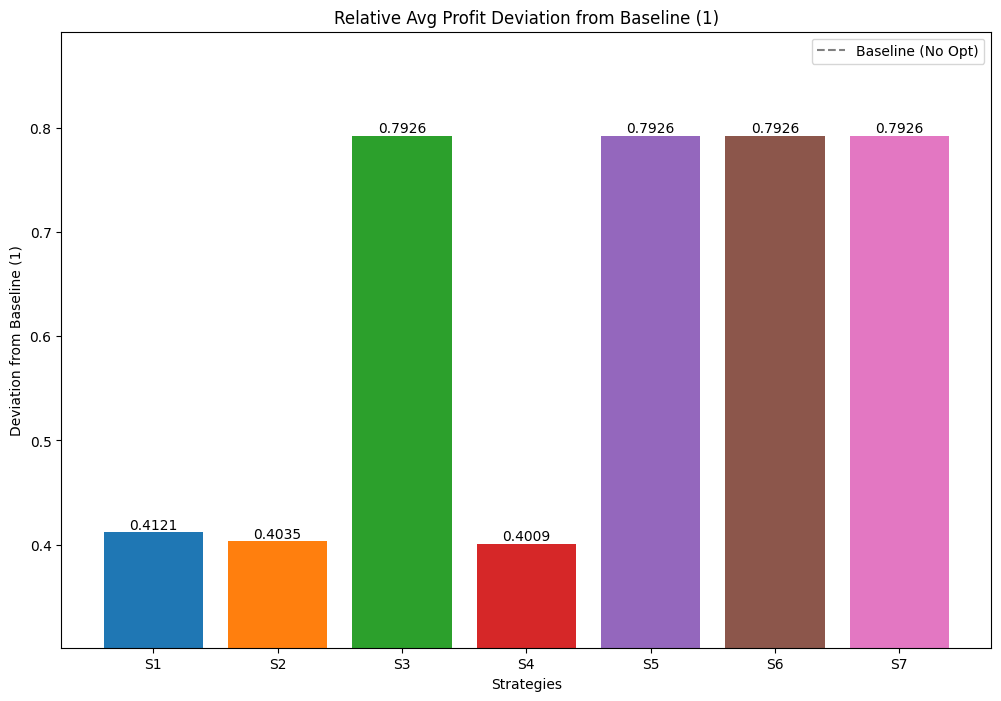 Relative Avg Profit Deviation from Baseline (1)
Baseline (No Opt)
Deviation from Baseline (1)
0.8
0.7
0.6
0.5
0.4
0.4121
0.4035
0.7926
0.4009
0.7926
0.7926
0.7926
S1
S2
S3
S4
S5
S6
S7
Strategies